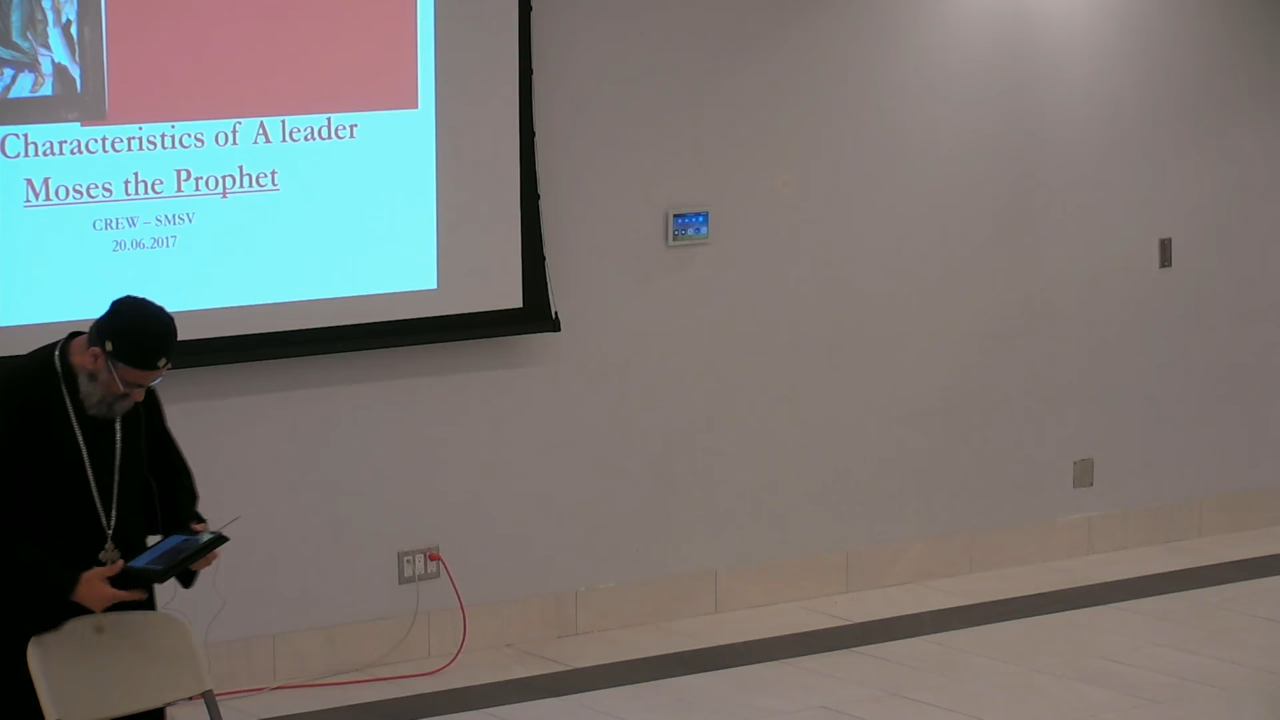 Characteristics of A leader
Moses the Prophet
CREW – SMSV
20.06.2017